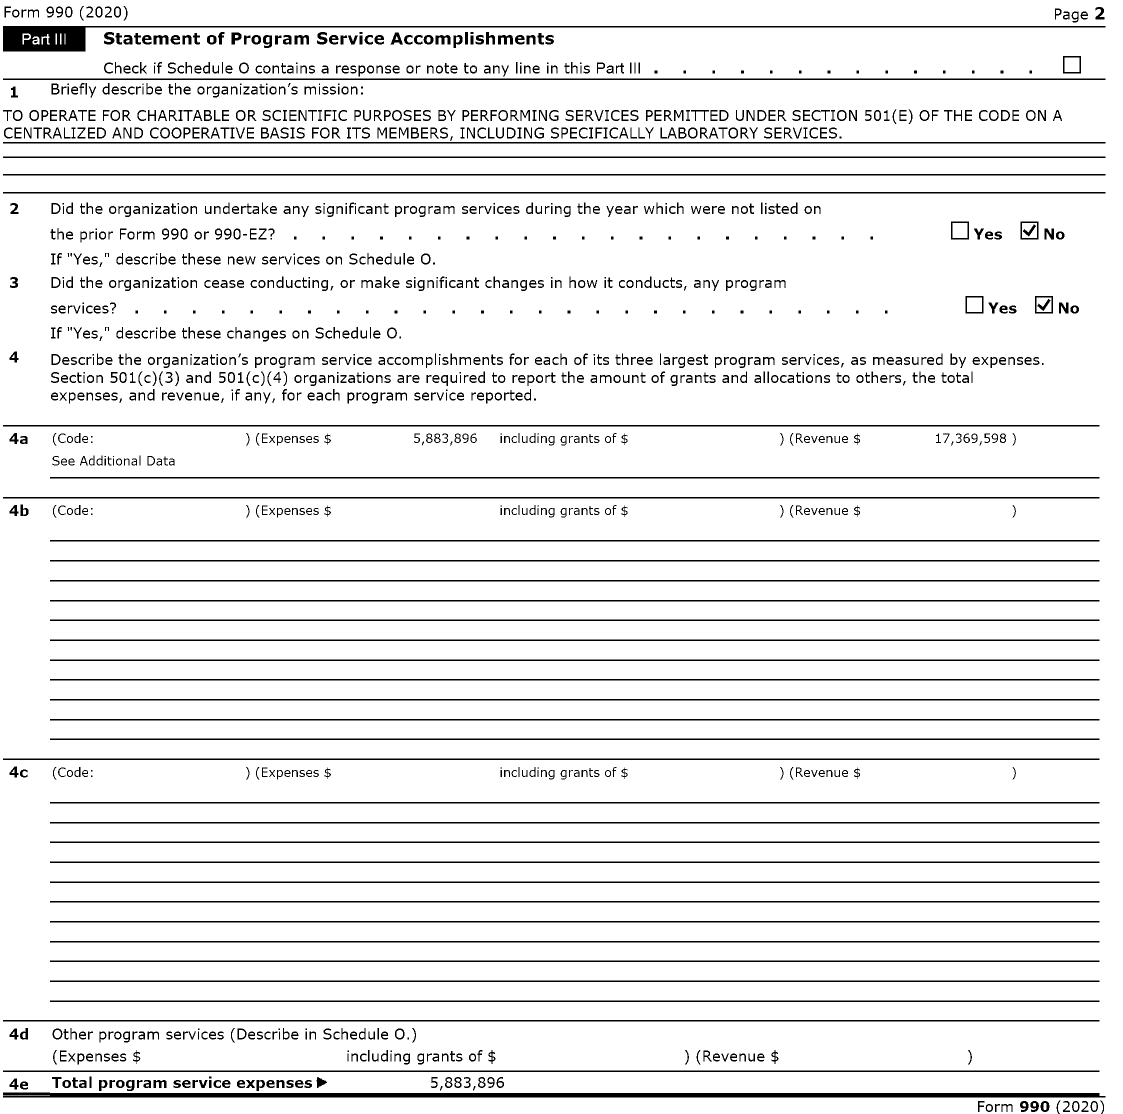 Form 990 (2020)
Page 2
Part III Statement of Program Service Accomplishments
Check if Schedule O contains a response or note to any line in this Part III . . . . . . . . . . . . . .
1 Briefly describe the organization's mission:
TO OPERATE FOR CHARITABLE OR SCIENTIFIC PURPOSES BY PERFORMING SERVICES PERMITTED UNDER SECTION 501(E) OF THE CODE ON A
CENTRALIZED AND COOPERATIVE BASIS FOR ITS MEMBERS, INCLUDING SPECIFICALLY LABORATORY SERVICES.
2 Did the organization undertake any significant program services during the year which were not listed on
the prior Form 990 or 990-EZ? . . . . . . . . . . . . . . . . . . . . . Yes No
If "Yes," describe these new services on Schedule O.
3 Did the organization cease conducting, or make significant changes in how it conducts, any program
services? . . . . . . . . . . . . . . . . . . . . . . . . . . . Yes No
If "Yes," describe these changes on Schedule O.
4 Describe the organization's program service accomplishments for each of its three largest program services, as measured by expenses.
Section 501(c)(3) and 501(c)(4) organizations are required to report the amount of grants and allocations to others, the total
expenses, and revenue, if any, for each program service reported.
4a (Code: ) (Expenses $ 5,883,896 including grants of $ ) (Revenue $ 17,369,598 )
See Additional Data
4b (Code: ) (Expenses $ including grants of $ ) (Revenue $ )
4c (Code: ) (Expenses $ including grants of $ ) (Revenue $ )
4d Other program services (Describe in Schedule O.)
(Expenses $ including grants of $ ) (Revenue $ )
4e Total program service expenses ▶ 5,883,896
Form 990 (2020)